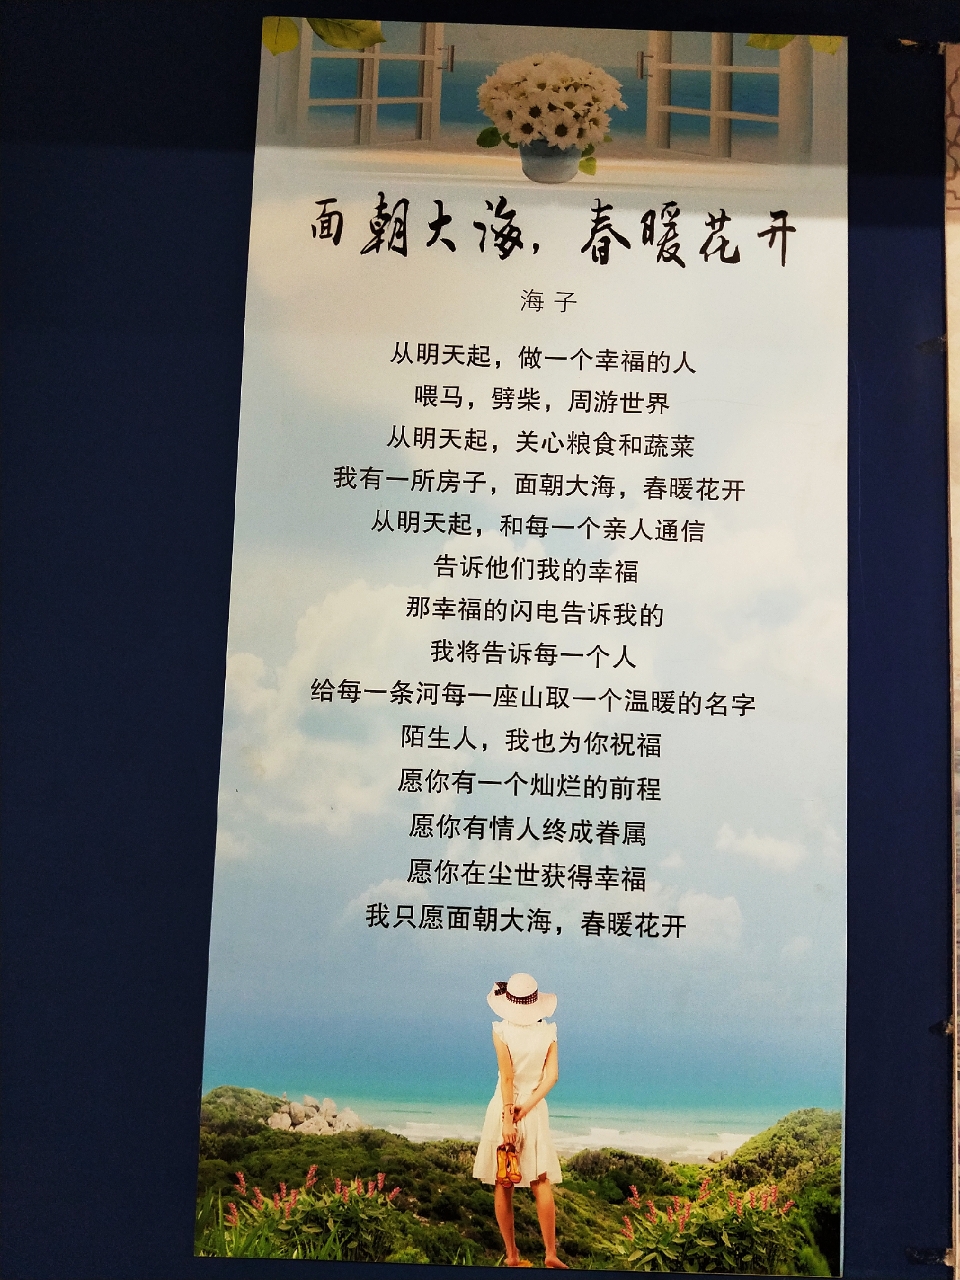 面朝大海，春暖花开
海子
从明天起，做一个幸福的人
喂马，劈柴，周游世界
从明天起，关心粮食和蔬菜
我有一所房子，面朝大海，春暖花开
从明天起，和每一个亲人通信
告诉他们我的幸福
那幸福的闪电告诉我的
我将告诉每一个人
给每一条河每一座山取一个温暖的名字
陌生人，我也为你祝福
愿你有一个灿烂的前程
愿你有情人终成眷属
愿你在尘世获得幸福
我只愿面朝大海，春暖花开